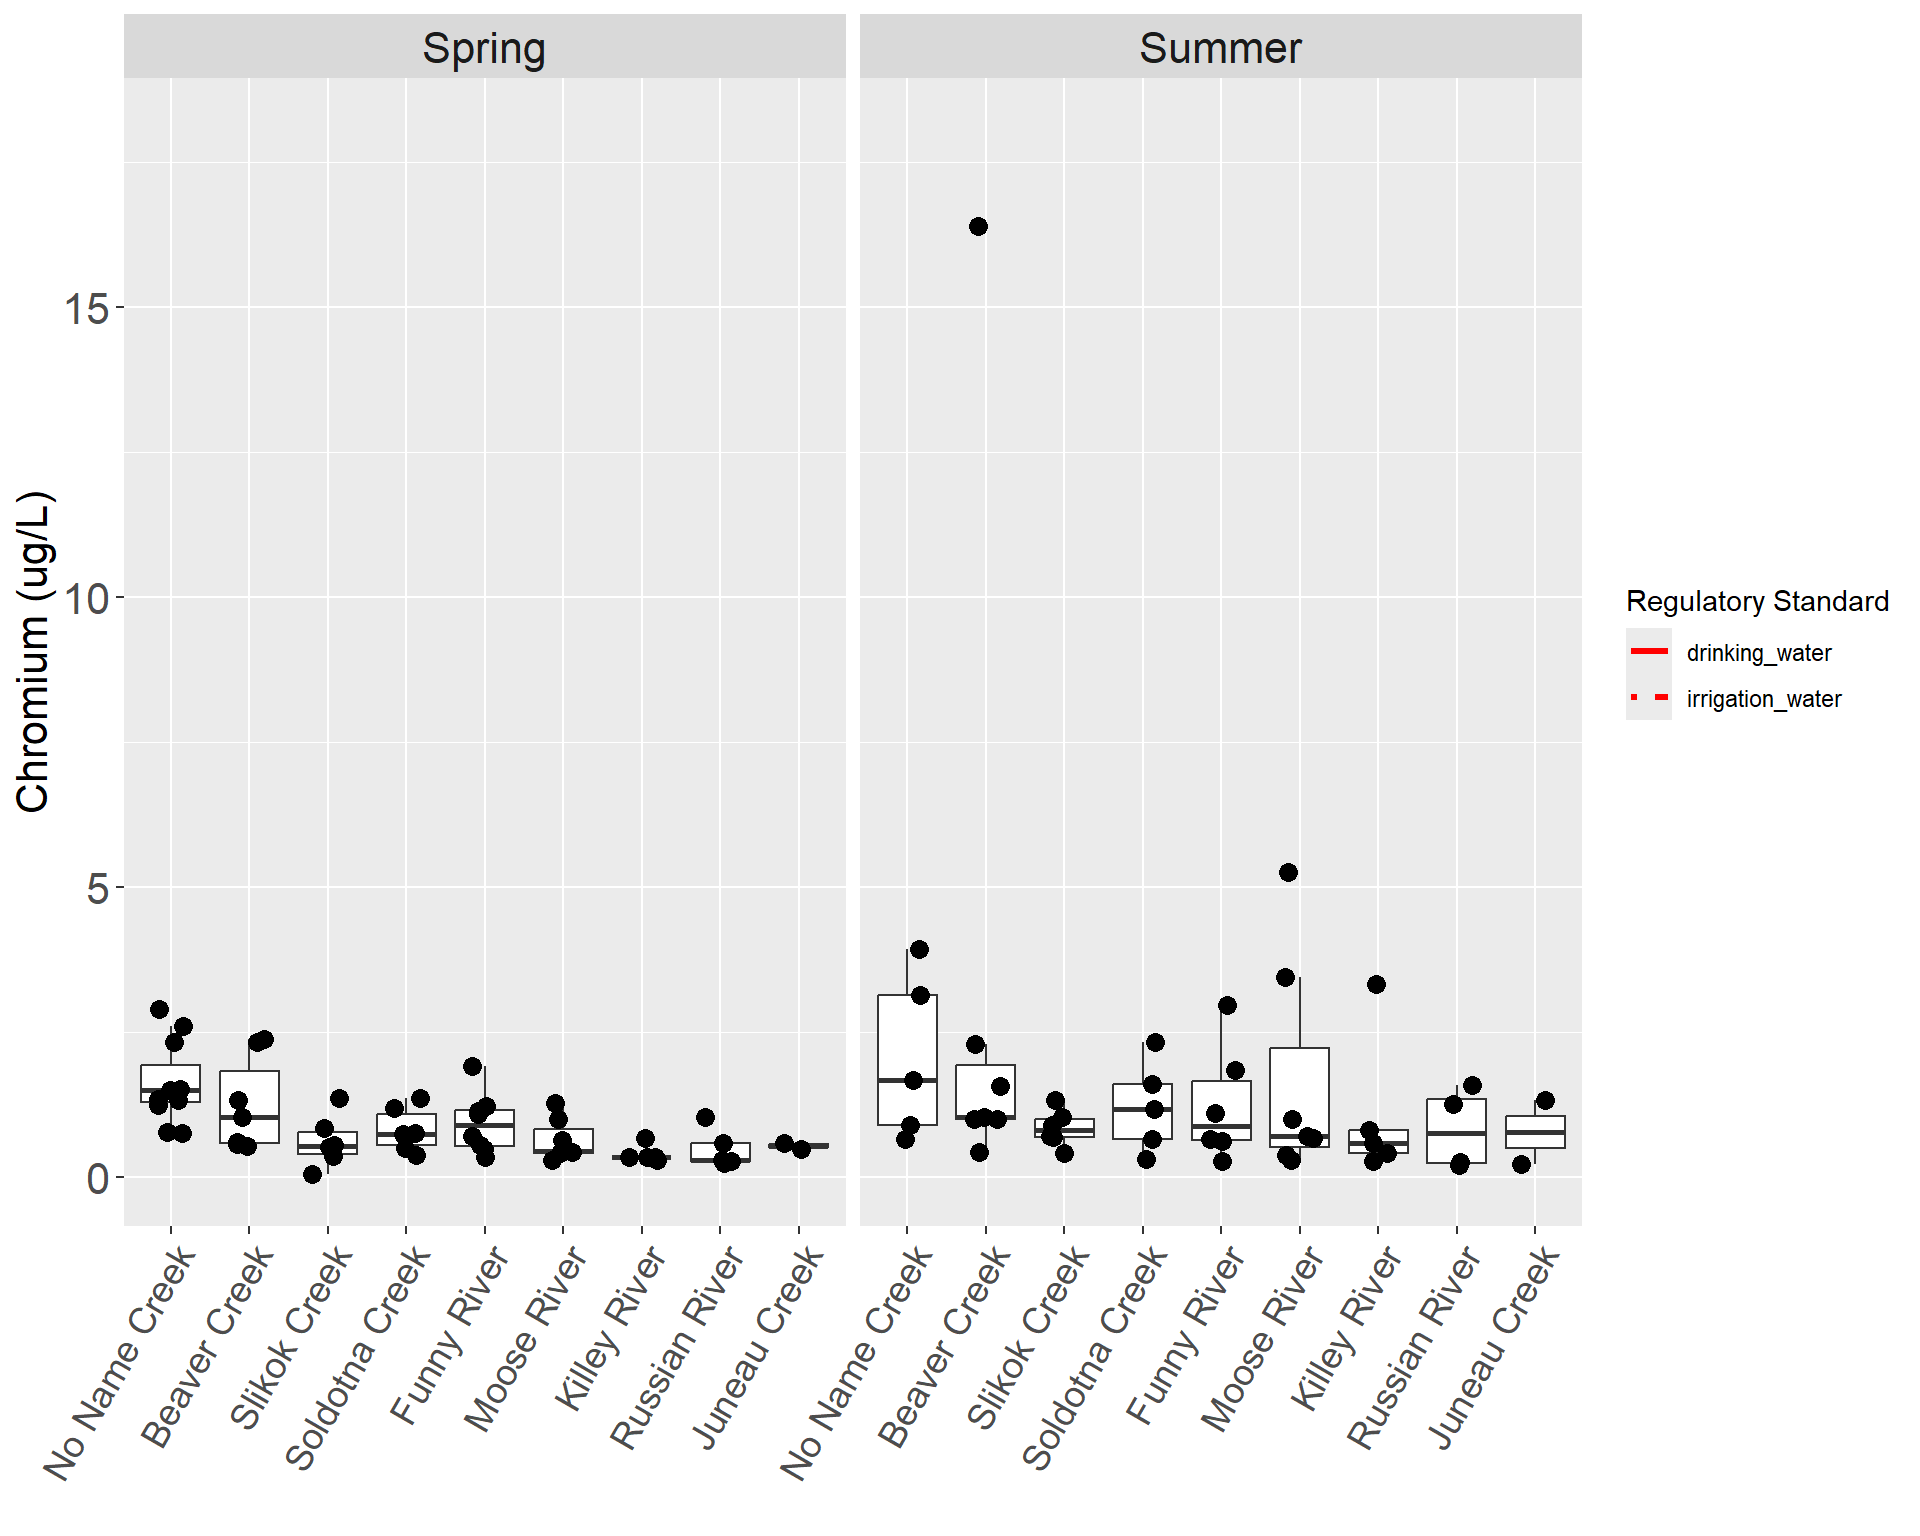 Spring
Summer
Chromium (ug/L)
15
10
5
0
No Name Creek
Beaver Creek
Slikok Creek
Soldotna Creek
Funny River
Moose River
Killey River
Russian River
Juneau Creek
No Name Creek
Beaver Creek
Slikok Creek
Soldotna Creek
Funny River
Moose River
Killey River
Russian River
Juneau Creek
Regulatory Standard
drinking_water
irrigation_water